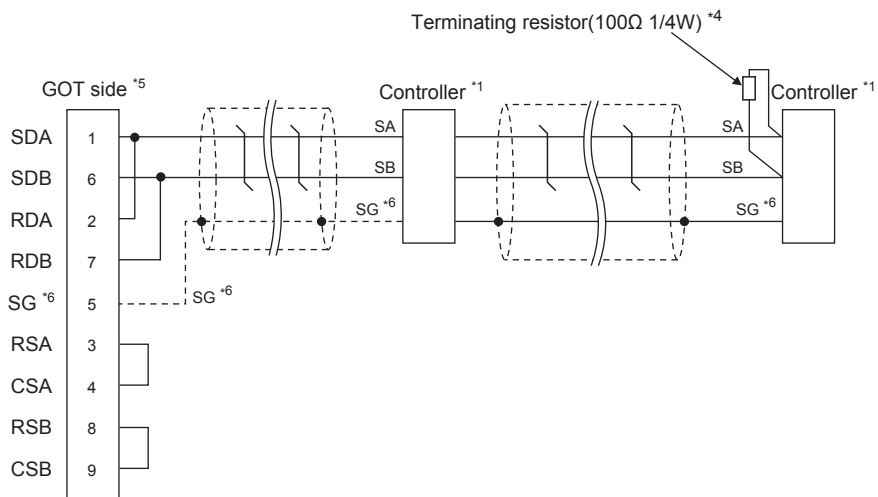 Terminating resistor(100Ω 1/4W) *4
GOT side *5
Controller *1
Controller *1
SDA 1 SA SA
SDB 6 SB SB
RDA 2 SG *6 SG *6
RDB 7
SG *6 5 SG *6
RSA 3
CSA 4
RSB 8
CSB 9